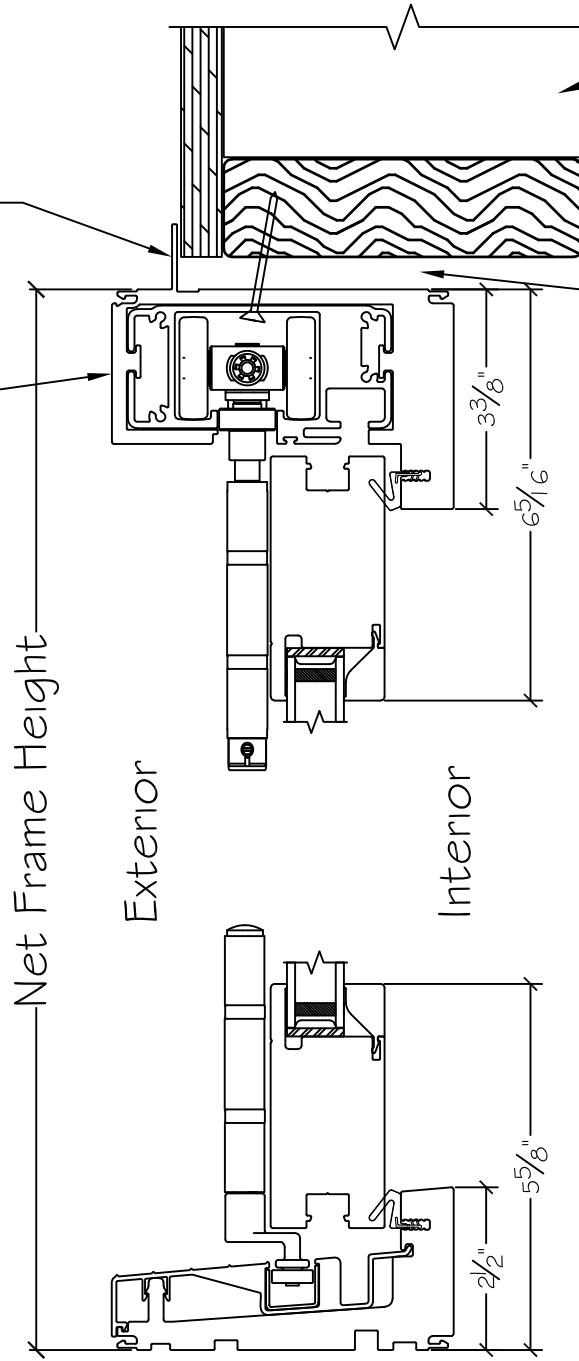 Net Frame Height
Exterior
Interior
3 3/8"
6 5/16"
2 1/2"
5 5/8"